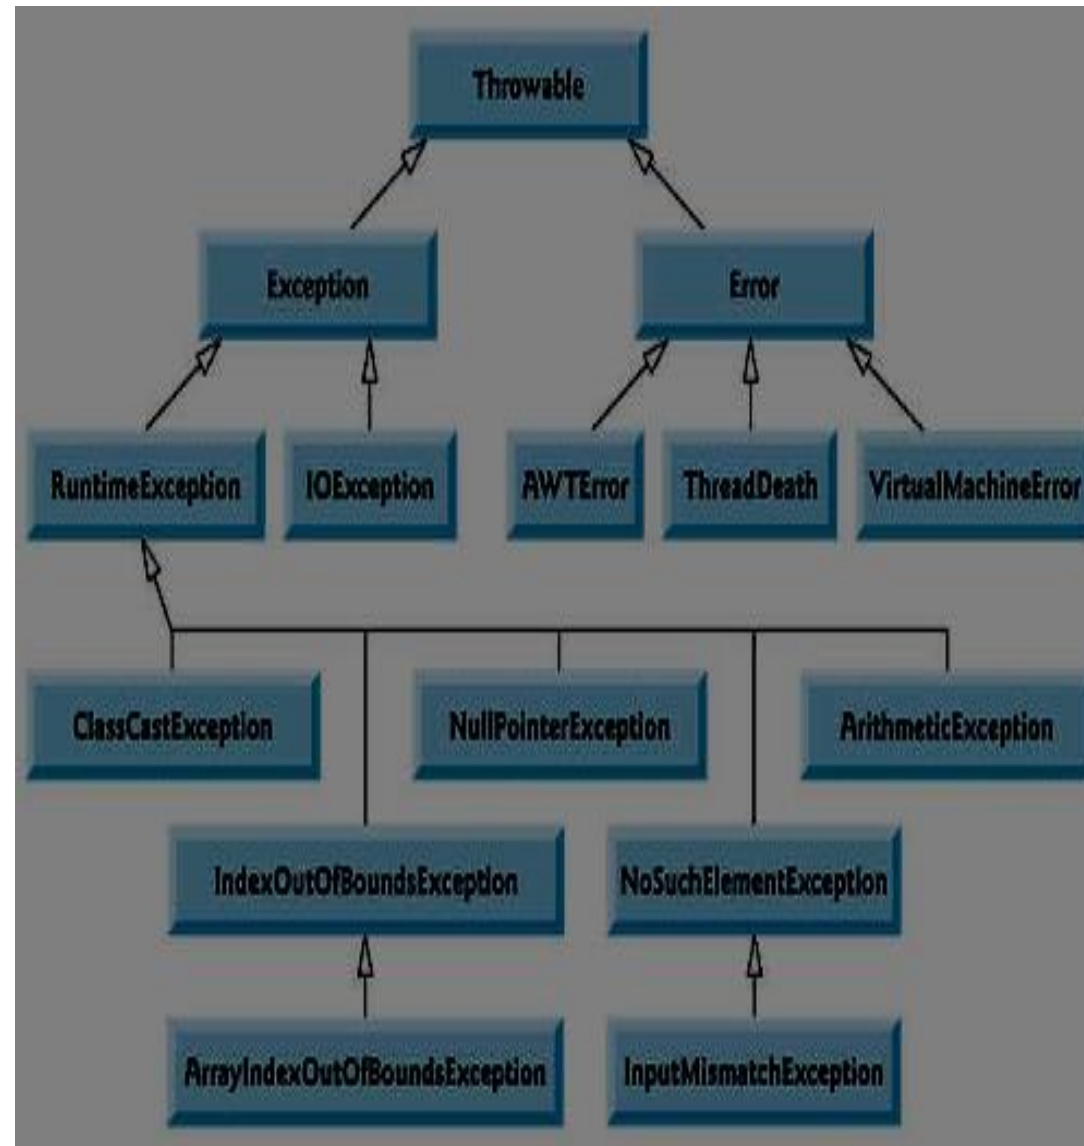 Throwable
Exception
Error
RuntimeException
IOException
AWTError
ThreadDeath
VirtualMachineError
ClassCastException
NullPointerException
ArithmeticException
IndexOutOfBoundsException
NoSuchElementException
ArrayIndexOutOfBoundsException
InputMismatchException